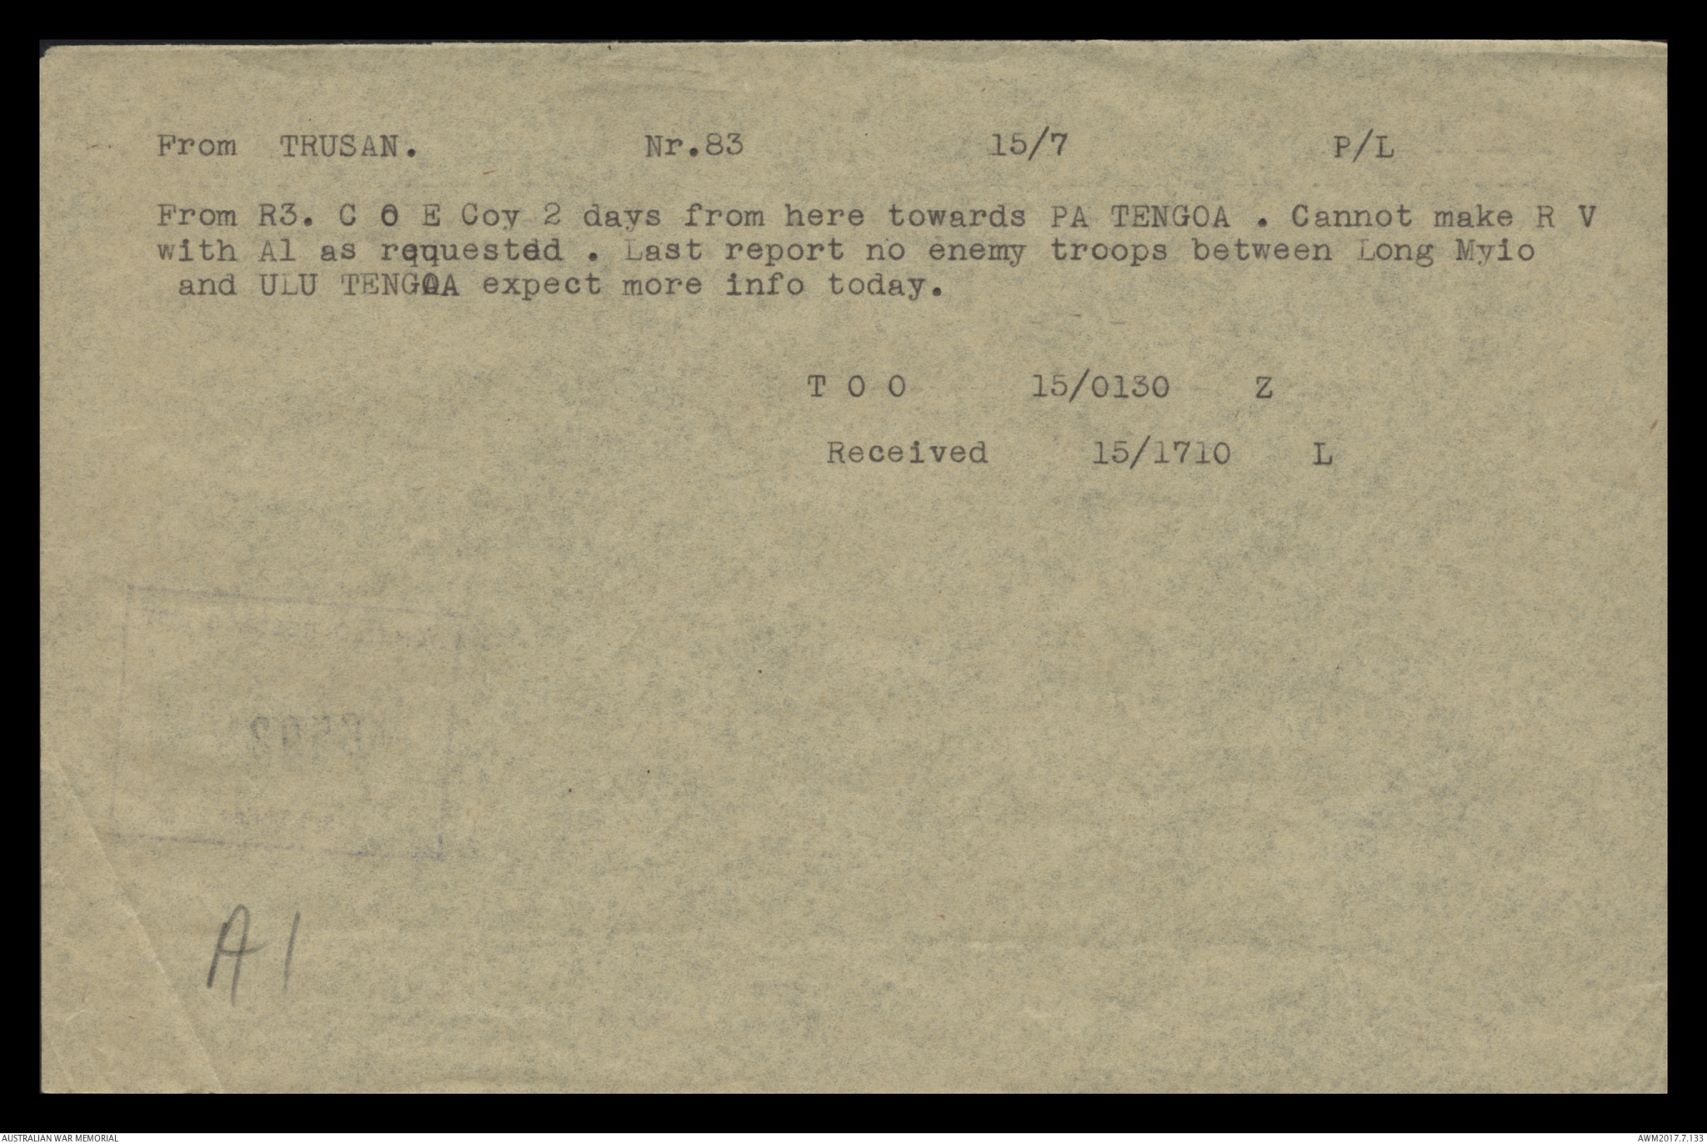 From TRUSAN. Nr.83 15/7 P/L
From R3. C O E Coy 2 days from here towards PA TENGOA . Cannot make R V
with A1 as requested . Last report no enemy troops between Long Myio
and ULU TENGOA expect more info today.
T O O 15/0130 Z
Received 15/1710 L
A1
AUSTRALIAN WAR MEMORIAL
AWM2017.7.133